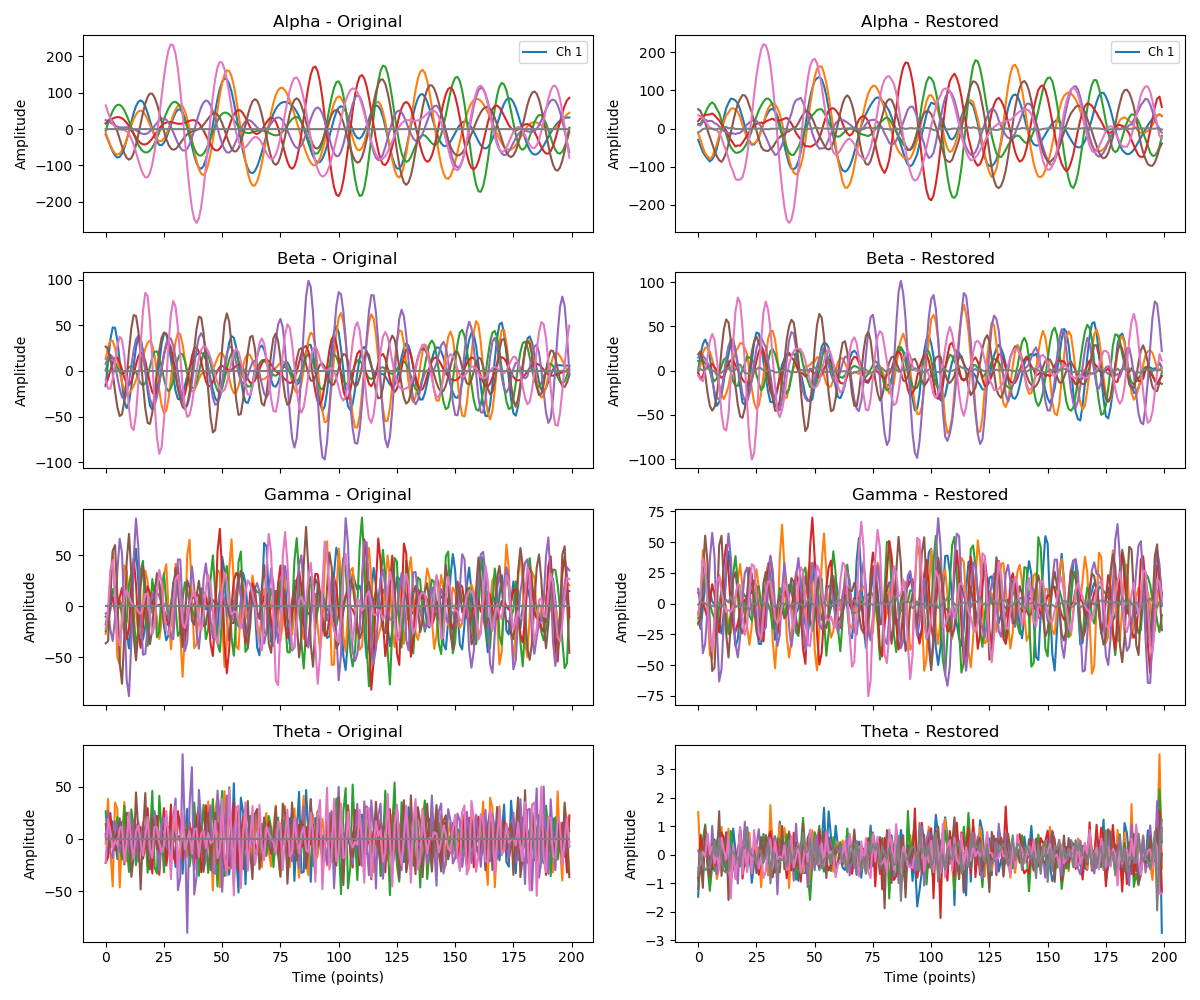 Alpha - Original
Amplitude
200
100
0
−100
−200
Ch 1
Alpha - Restored
Amplitude
200
100
0
−100
−200
Ch 1
Beta - Original
Amplitude
100
50
0
−50
−100
Beta - Restored
Amplitude
100
50
0
−50
−100
Gamma - Original
Amplitude
50
0
−50
Gamma - Restored
Amplitude
75
50
25
0
−25
−50
−75
Theta - Original
Amplitude
50
0
−50
0 25 50 75 100 125 150 175 200
Time (points)
Theta - Restored
Amplitude
3
2
1
0
−1
−2
−3
0 25 50 75 100 125 150 175 200
Time (points)